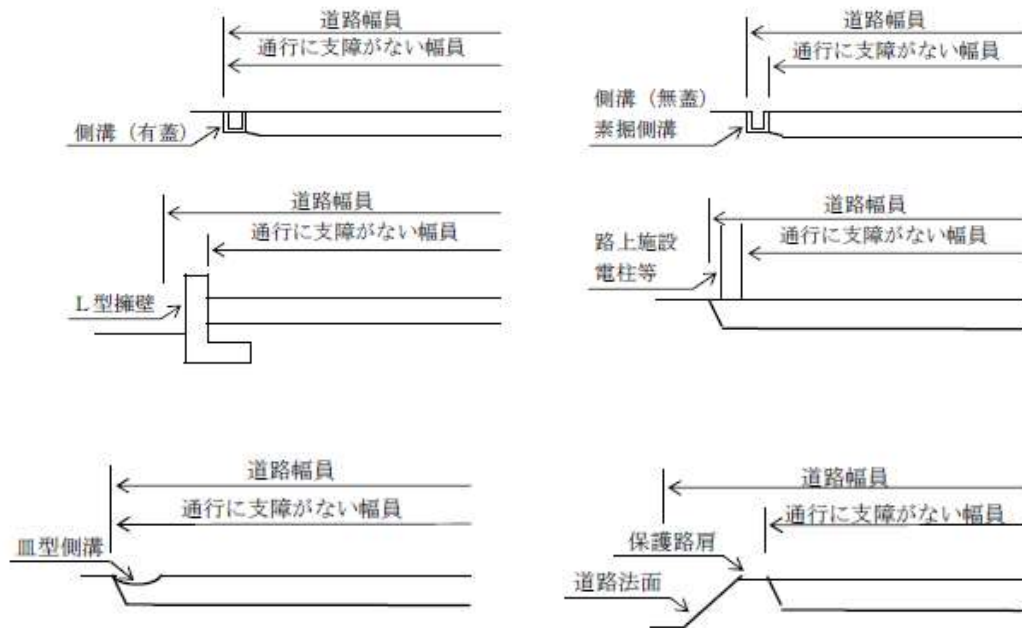 道路幅員
通行に支障がない幅員
側溝（有蓋）
道路幅員
通行に支障がない幅員
側溝（無蓋）
素掘側溝
道路幅員
通行に支障がない幅員
L型擁壁
道路幅員
通行に支障がない幅員
路上施設
電柱等
道路幅員
通行に支障がない幅員
皿型側溝
道路幅員
通行に支障がない幅員
保護路肩
道路法面